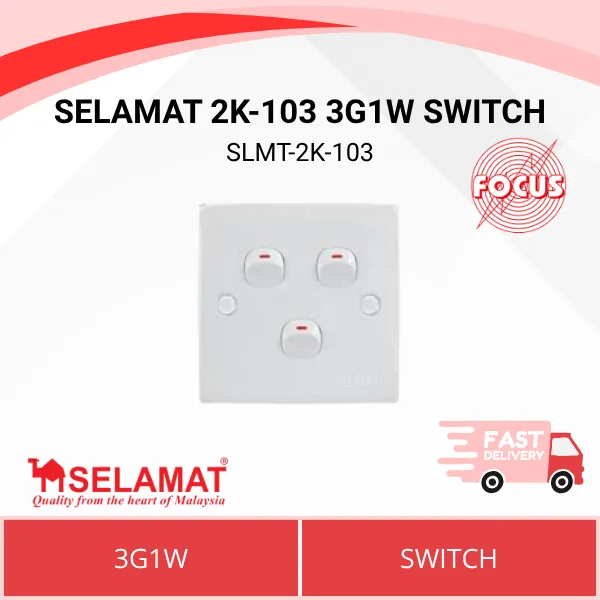 SELAMAT 2K-103 3G1W SWITCH
SLMT-2K-103
FOCUS
SELAMAT
FAST
DELIVERY
SELAMAT®
Quality from the heart of Malaysia
3G1W
SWITCH